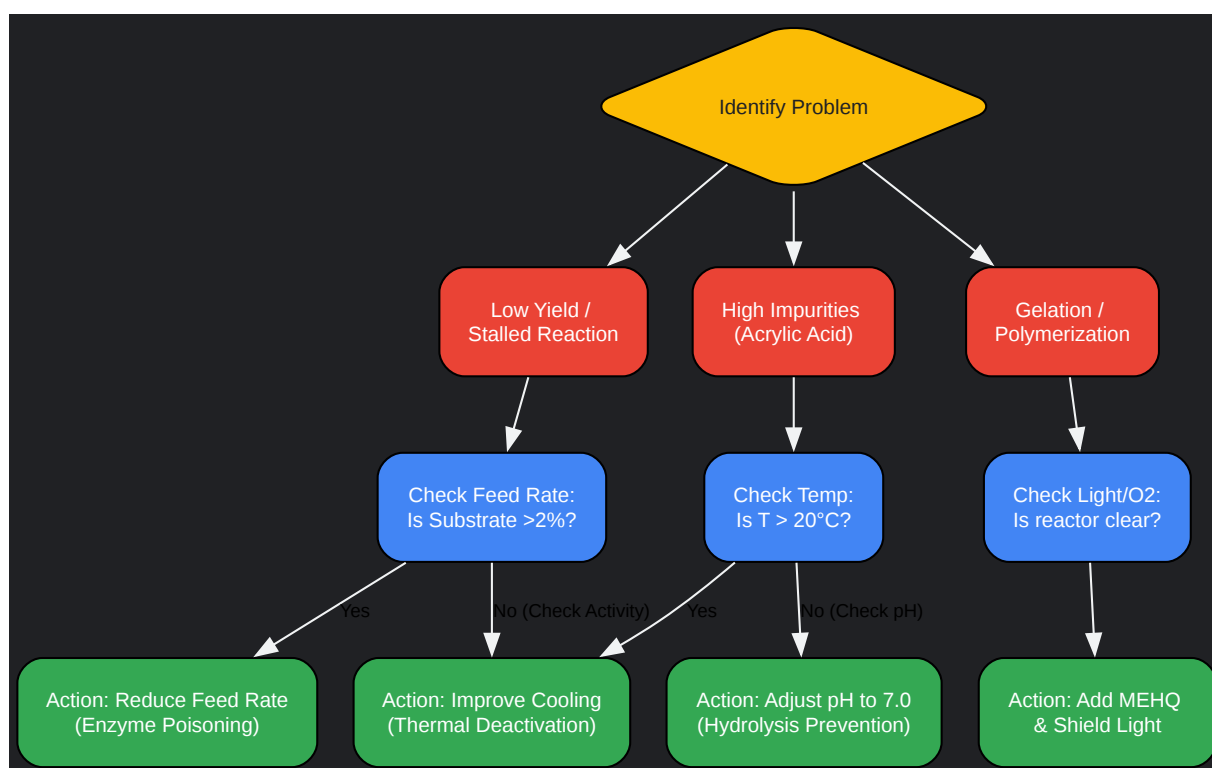 Identify Problem
Low Yield /
Stalled Reaction
High Impurities
(Acrylic Acid)
Gelation /
Polymerization
Check Feed Rate:
Is Substrate >2%?
Check Temp:
Is T > 20°C?
Check Light/O2:
Is reactor clear?
Yes
No (Check Activity)
Yes
No (Check pH)
Action: Reduce Feed Rate
(Enzyme Poisoning)
Action: Improve Cooling
(Thermal Deactivation)
Action: Adjust pH to 7.0
(Hydrolysis Prevention)
Action: Add MEHQ
& Shield Light